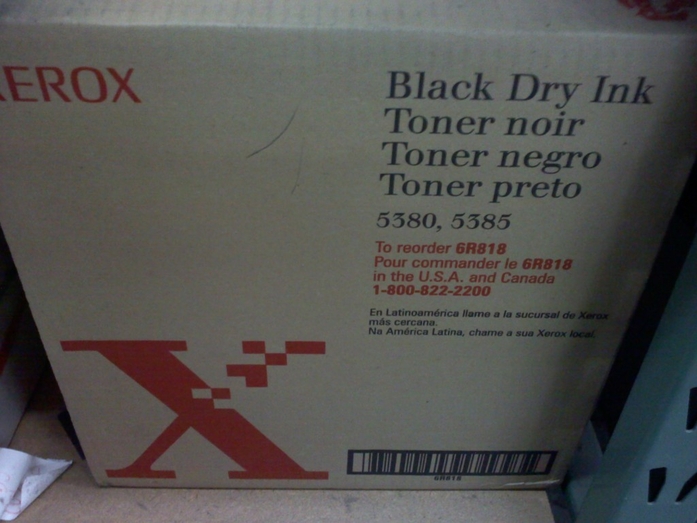 XEROX
Black Dry Ink
Toner noir
Toner negro
Toner preto
5380, 5385
To reorder 6R818
Pour commander le 6R818
in the U.S.A. and Canada
1-800-822-2200
En Latinoamérica llame a la sucursal de Xerox
más cercana.
Na América Latina, chame a sua Xerox local.
X
6R818